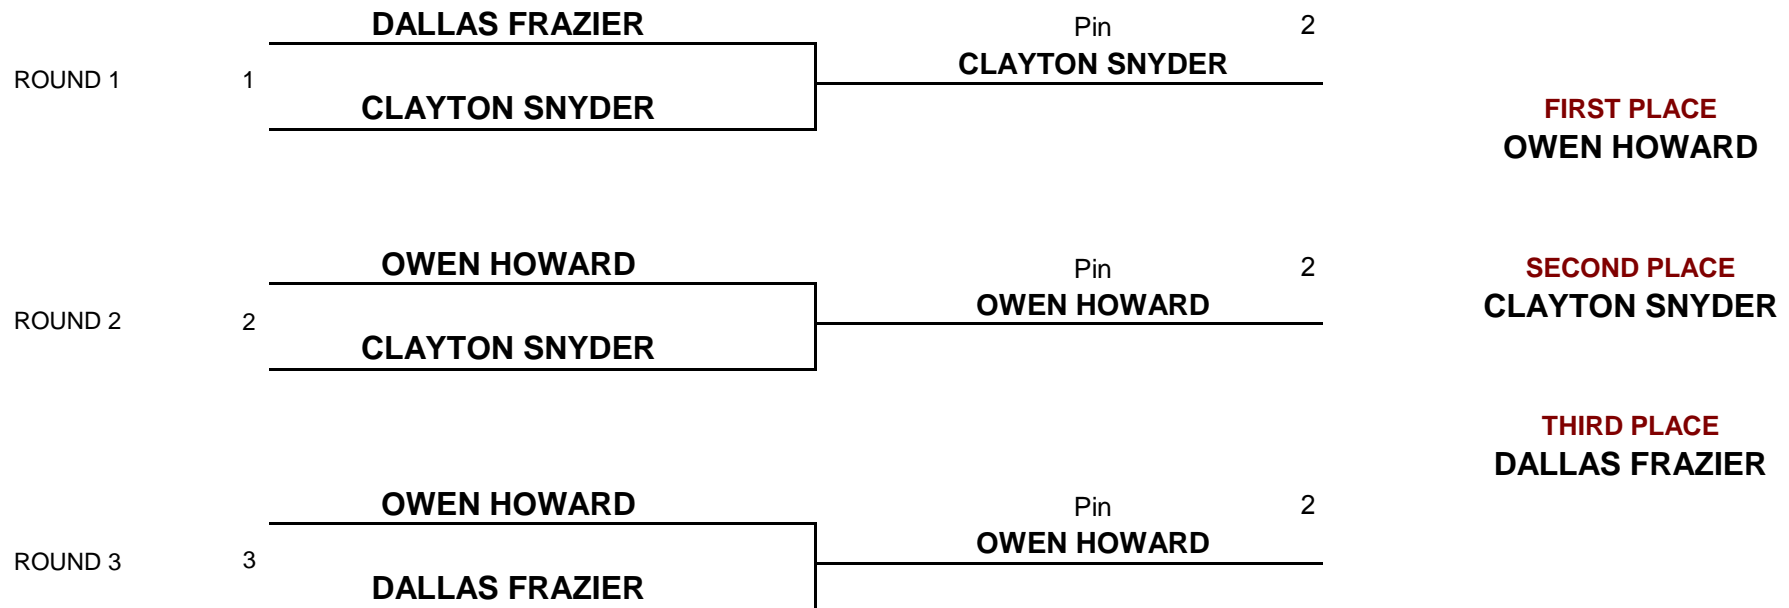 DALLAS FRAZIER
Pin 2
CLAYTON SNYDER
ROUND 1 1
CLAYTON SNYDER
FIRST PLACE
OWEN HOWARD
OWEN HOWARD
Pin 2
SECOND PLACE
OWEN HOWARD
CLAYTON SNYDER
ROUND 2 2
CLAYTON SNYDER
THIRD PLACE
DALLAS FRAZIER
OWEN HOWARD
Pin 2
OWEN HOWARD
ROUND 3 3
DALLAS FRAZIER